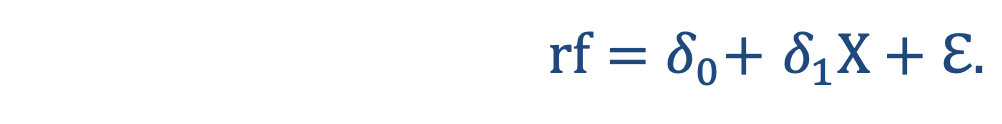 rf = δ₀+ δ₁X + Ɛ.